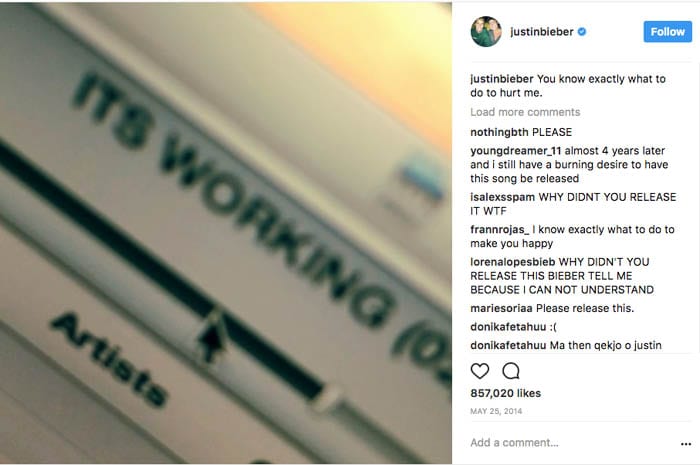 ITS WORKING (02
Artists
justinbieber
Follow
justinbieber You know exactly what to
do to hurt me.
Load more comments
nothingbth PLEASE
youngdreamer_11 almost 4 years later
and i still have a burning desire to have
this song be released
isalexsspam WHY DIDNT YOU RELEASE
IT WTF
frannrojas_ I know exactly what to do to
make you happy
lorenalopesbieb WHY DIDN'T YOU
RELEASE THIS BIEBER TELL ME
BECAUSE I CAN NOT UNDERSTAND
mariesoriaa Please release this.
donikafetahuu :(
donikafetahuu Ma then qekjo o justin
857,020 likes
MAY 25, 2014
Add a comment...